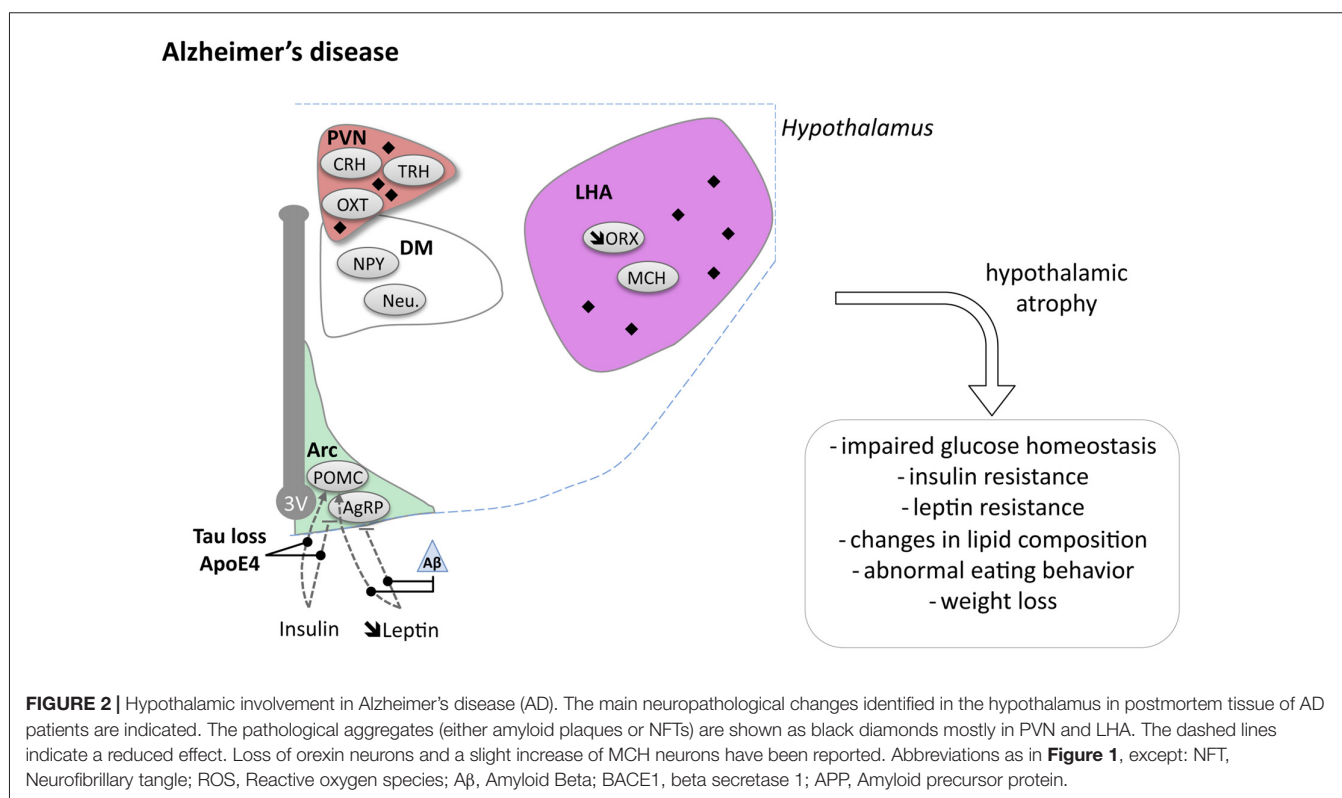 Alzheimer's disease
Hypothalamus
PVN
CRH
TRH
OXT
DM
NPY
Neu.
LHA
ORX
MCH
hypothalamic
atrophy
- impaired glucose homeostasis
- insulin resistance
- leptin resistance
- changes in lipid composition
- abnormal eating behavior
- weight loss
Arc
POMC
AgRP
3V
Tau loss
ApoE4
Aβ
Insulin
Leptin
FIGURE 2 | Hypothalamic involvement in Alzheimer's disease (AD). The main neuropathological changes identified in the hypothalamus in postmortem tissue of AD
patients are indicated. The pathological aggregates (either amyloid plaques or NFTs) are shown as black diamonds mostly in PVN and LHA. The dashed lines
indicate a reduced effect. Loss of orexin neurons and a slight increase of MCH neurons have been reported. Abbreviations as in Figure 1, except: NFT,
Neurofibrillary tangle; ROS, Reactive oxygen species; Aβ, Amyloid Beta; BACE1, beta secretase 1; APP, Amyloid precursor protein.